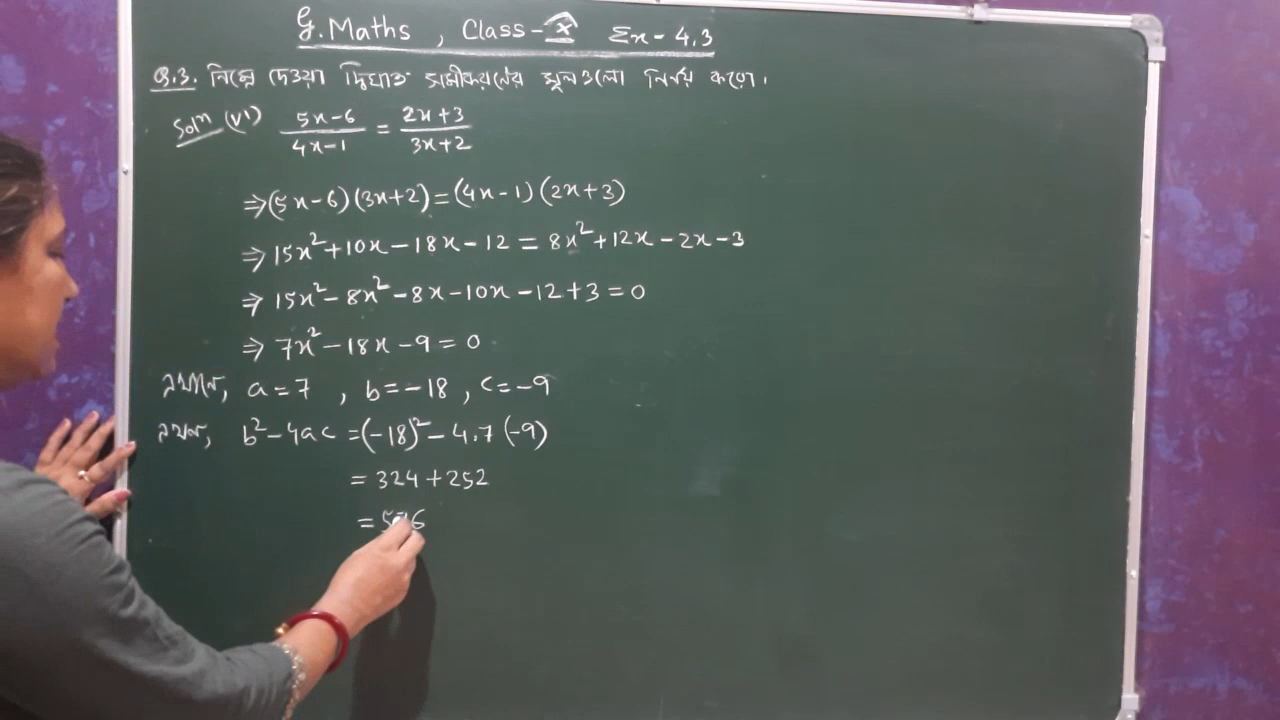 G. Maths , Class - X Ex - 4.3
Q.3. নিম্নে দেওয়া দ্বিঘাত সমীকৰণৰ মূলগুলো নির্ণয় করো।
Solⁿ (vi) (5x-6)/(4x-1) = (2x+3)/(3x+2)
⇒ (5x-6)(3x+2) = (4x-1)(2x+3)
⇒ 15x² + 10x - 18x - 12 = 8x² + 12x - 2x - 3
⇒ 15x² - 8x² - 8x - 10x - 12 + 3 = 0
⇒ 7x² - 18x - 9 = 0
a = 7 , b = -18 , c = -9
b² - 4ac = (-18)² - 4.7(-9)
= 324 + 252
= 576